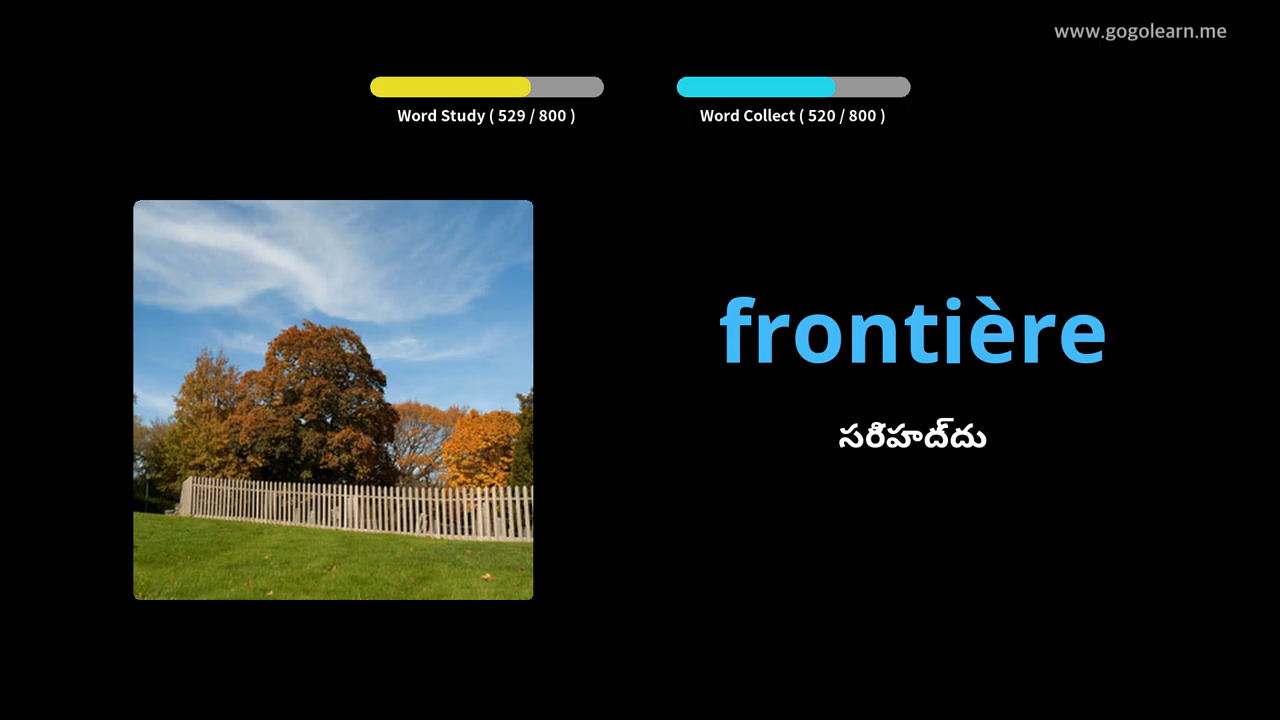 www.gogolearn.me
Word Study ( 529 / 800 )
Word Collect ( 520 / 800 )
frontière
సరిహద్దు